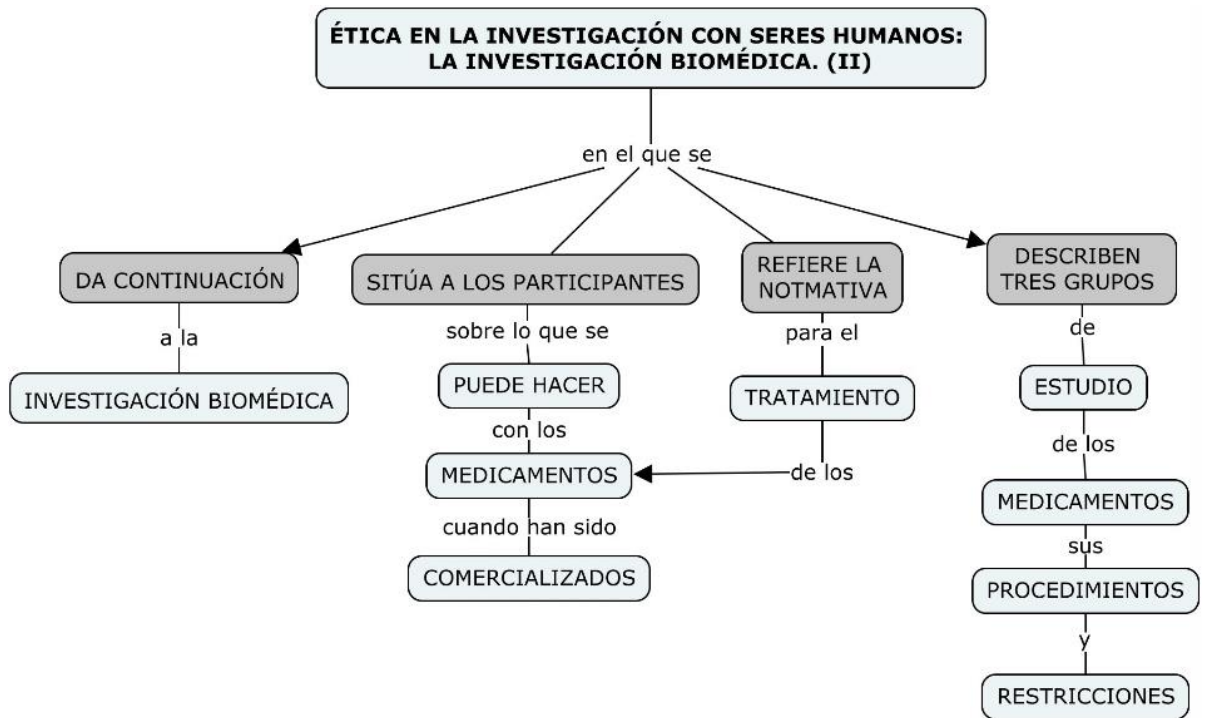 ÉTICA EN LA INVESTIGACIÓN CON SERES HUMANOS:
LA INVESTIGACIÓN BIOMÉDICA. (II)
en el que se
DA CONTINUACIÓN
a la
INVESTIGACIÓN BIOMÉDICA
SITÚA A LOS PARTICIPANTES
sobre lo que se
PUEDE HACER
con los
MEDICAMENTOS
cuando han sido
COMERCIALIZADOS
REFIERE LA
NOTMATIVA
para el
TRATAMIENTO
de los
DESCRIBEN
TRES GRUPOS
de
ESTUDIO
de los
MEDICAMENTOS
sus
PROCEDIMIENTOS
y
RESTRICCIONES